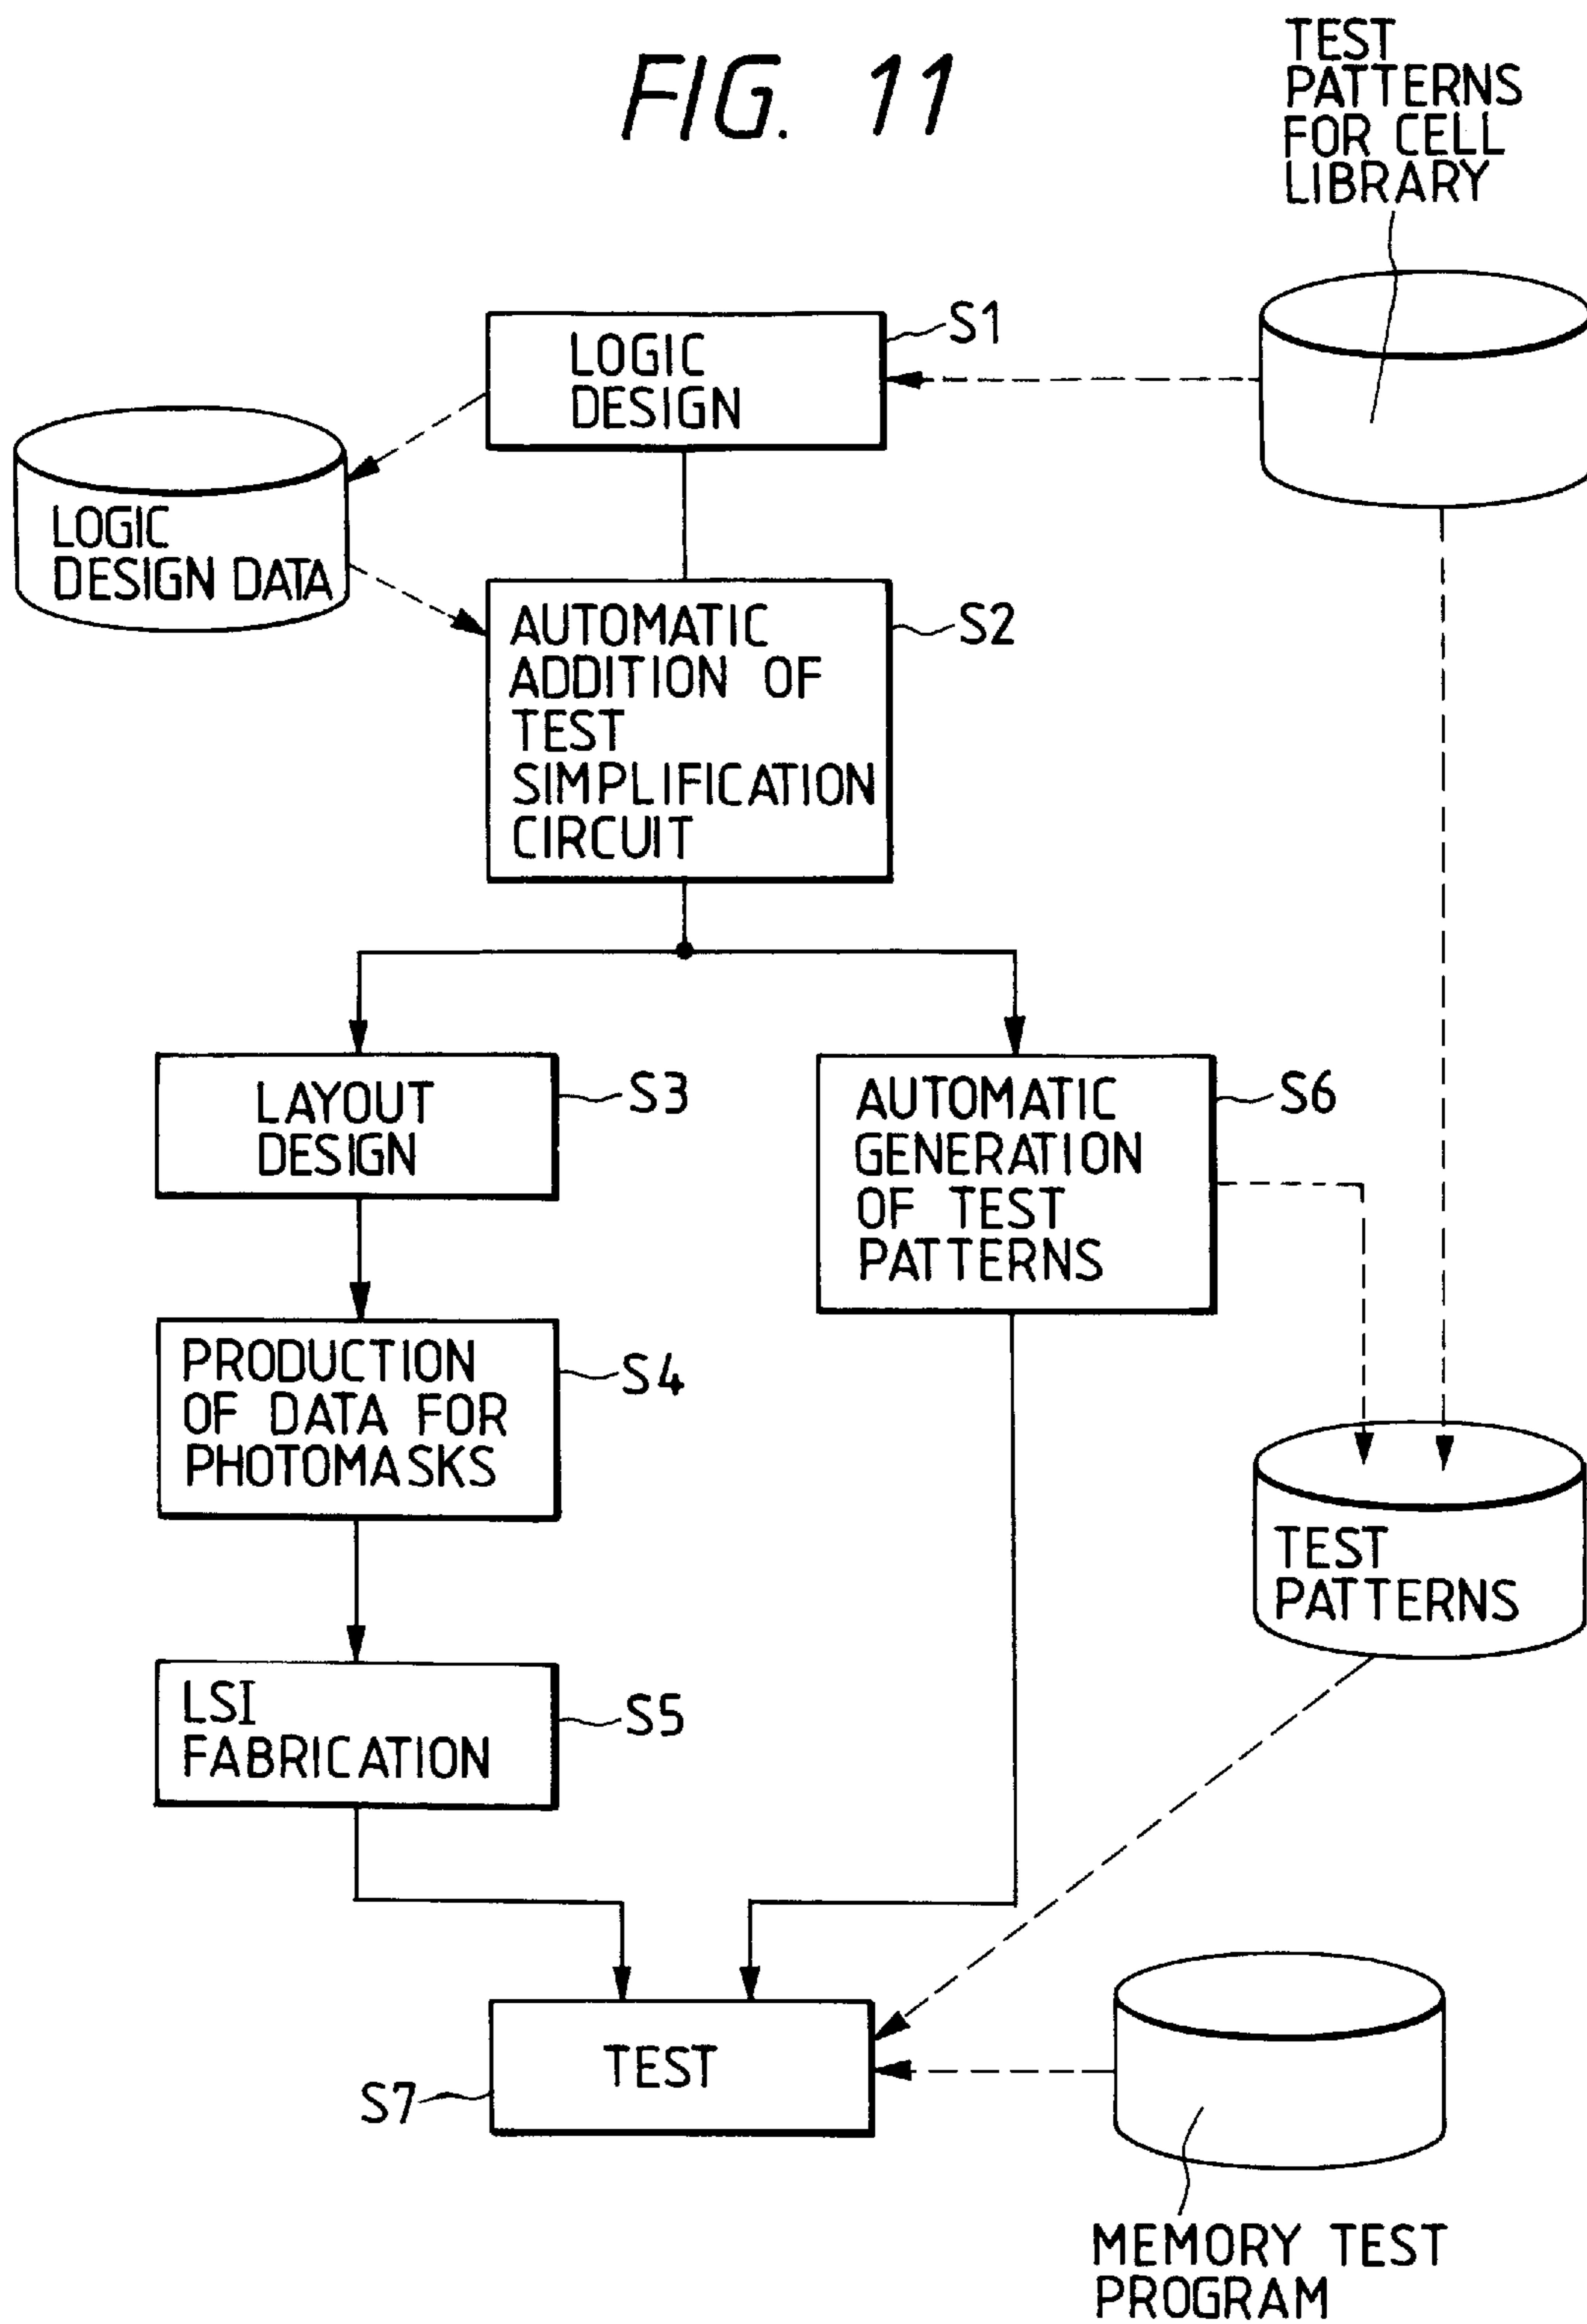 FIG. 11
TEST
PATTERNS
FOR CELL
LIBRARY
LOGIC
DESIGN
S1
LOGIC
DESIGN DATA
AUTOMATIC
ADDITION OF
TEST
SIMPLIFICATION
CIRCUIT
S2
LAYOUT
DESIGN
S3
AUTOMATIC
GENERATION
OF TEST
PATTERNS
S6
PRODUCTION
OF DATA FOR
PHOTOMASKS
S4
TEST
PATTERNS
LSI
FABRICATION
S5
TEST
S7
MEMORY TEST
PROGRAM